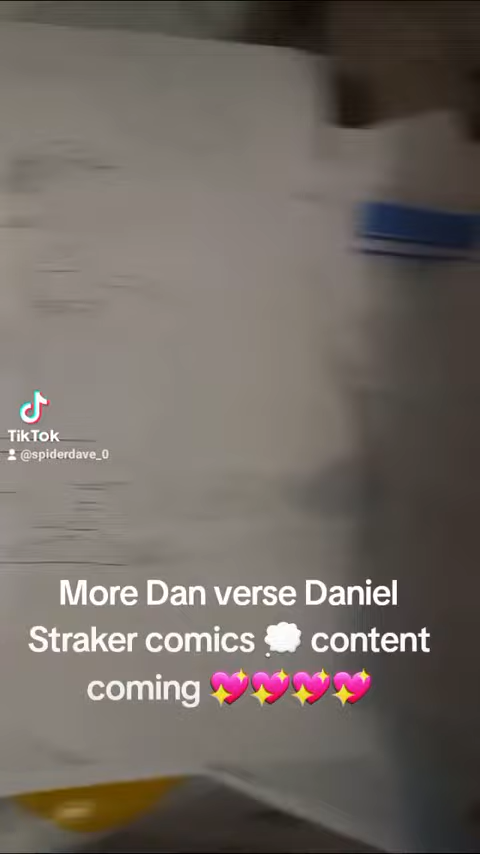 TikTok
@spiderdave_0
More Dan verse Daniel
Straker comics 💭 content
coming 💖💖💖💖